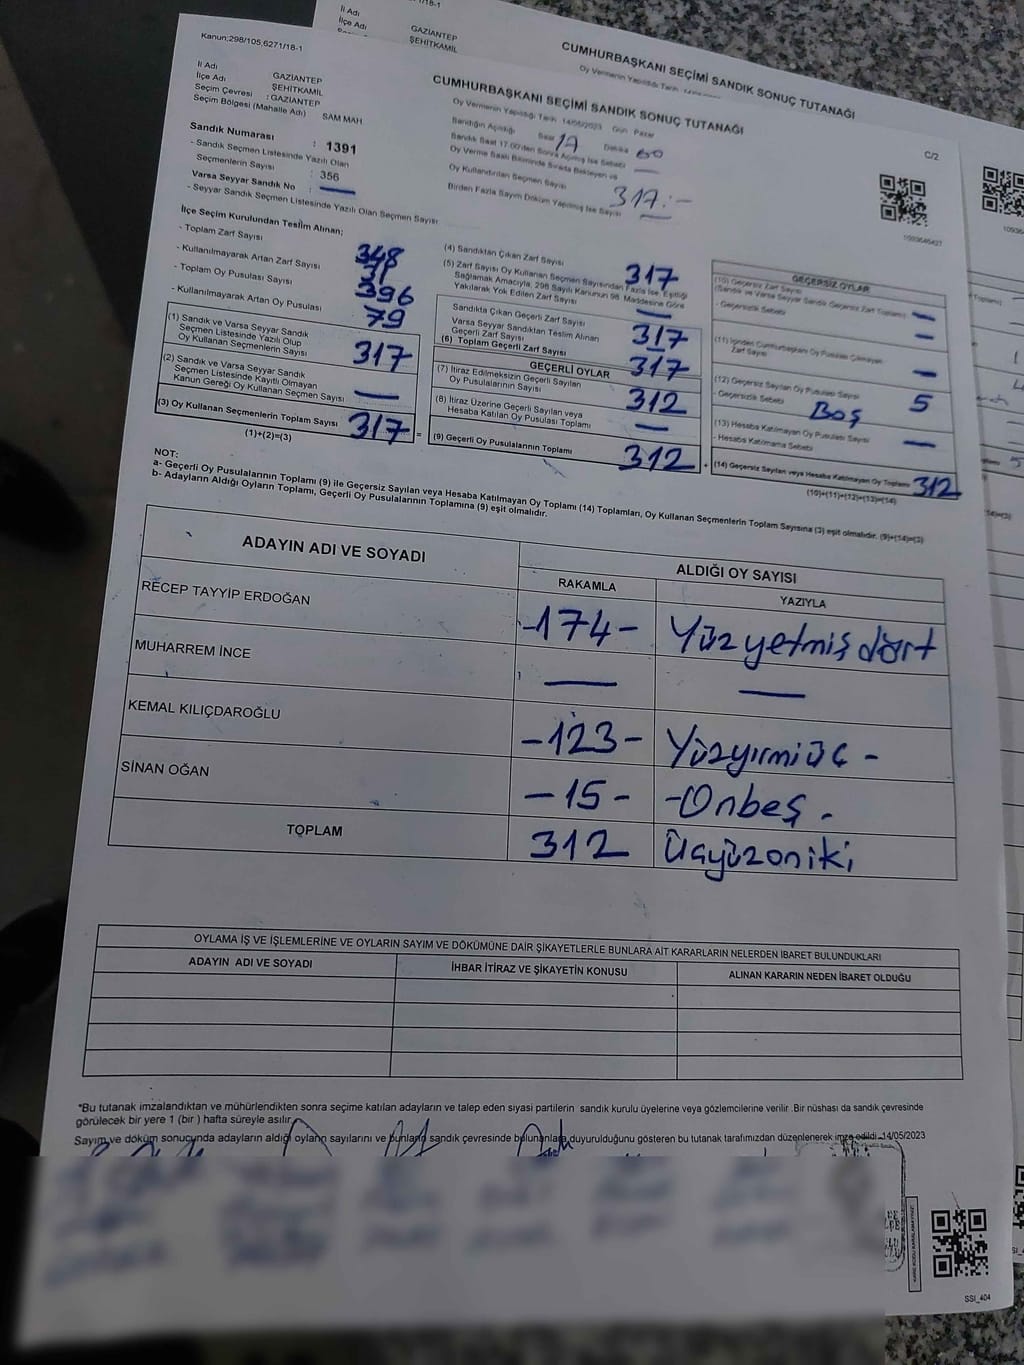 Kanun:298/105,6271/18-1
İl Adı GAZİANTEP
İlçe Adı ŞEHİTKAMİL
CUMHURBAŞKANI SEÇİMİ SANDIK SONUÇ TUTANAĞI
İl Adı GAZİANTEP
İlçe Adı ŞEHİTKAMİL
Seçim Çevresi : GAZİANTEP
Seçim Bölgesi (Mahalle Adı) SAM MAH
CUMHURBAŞKANI SEÇİMİ SANDIK SONUÇ TUTANAĞI
Oy Vermenin Yapıldığı Tarih 14/05/2023 Gün Pazar
C/2
Sandığın Açıldığı Saat 17 Dakika 00
Sandık Saat 17.00'den Sonra Açılmış İse Sebebi
Oy Verme Saati Bitiminde Sırada Bekleyen ve
Oy Kullandırılan Seçmen Sayısı
Birden Fazla Sayım Döküm Yapılmış İse Sayısı
317.-
Sandık Numarası : 1391
- Sandık Seçmen Listesinde Yazılı Olan
Seçmenlerin Sayısı : 356
Varsa Seyyar Sandık No
- Seyyar Sandık Seçmen Listesinde Yazılı Olan Seçmen Sayısı
İlçe Seçim Kurulundan Teslim Alınan;
- Toplam Zarf Sayısı 348
- Kullanılmayarak Artan Zarf Sayısı 31
- Toplam Oy Pusulası Sayısı 396
- Kullanılmayarak Artan Oy Pusulası 79
(1) Sandık ve Varsa Seyyar Sandık
Seçmen Listesinde Yazılı Olup
Oy Kullanan Seçmenlerin Sayısı 317
(2) Sandık ve Varsa Seyyar Sandık
Seçmen Listesinde Kayıtlı Olmayan
Kanun Gereği Oy Kullanan Seçmen Sayısı —
(3) Oy Kullanan Seçmenlerin Toplam Sayısı 317
(1)+(2)=(3)
(4) Sandıktan Çıkan Zarf Sayısı 317
(5) Zarf Sayısı Oy Kullanan Seçmen Sayısından Fazla İse, Eşitliği
Sağlamak Amacıyla, 298 Sayılı Kanunun 98. Maddesine Göre
Yakılarak Yok Edilen Zarf Sayısı —
Sandıkta Çıkan Geçerli Zarf Sayısı 317
Varsa Seyyar Sandıktan Teslim Alınan
Geçerli Zarf Sayısı —
(6) Toplam Geçerli Zarf Sayısı 317
GEÇERLİ OYLAR
(7) İtiraz Edilmeksizin Geçerli Sayılan
Oy Pusulalarının Sayısı 312
(8) İtiraz Üzerine Geçerli Sayılan veya
Hesaba Katılan Oy Pusulası Toplamı —
(9) Geçerli Oy Pusulalarının Toplamı 312
GEÇERSİZ OYLAR
(10) Geçersiz Zarf Sayısı
(Sandık ve Varsa Seyyar Sandık Geçersiz Zarf Toplamı) —
- Geçersizlik Sebebi —
(11) İçinden Cumhurbaşkanı Oy Pusulası Çıkmayan
Zarf Sayısı —
(12) Geçersiz Sayılan Oy Pusulası Sayısı 5
- Geçersizlik Sebebi Boş
(13) Hesaba Katılmayan Oy Pusulası Sayısı —
- Hesaba Katılmama Sebebi
(14) Geçersiz Sayılan veya Hesaba Katılmayan Oy Toplamı 312
(10)+(11)+(12)+(13)=(14)
NOT:
a- Geçerli Oy Pusulalarının Toplamı (9) ile Geçersiz Sayılan veya Hesaba Katılmayan Oy Toplamı (14) Toplamları, Oy Kullanan Seçmenlerin Toplam Sayısına (3) eşit olmalıdır. (9)+(14)=(3)
b- Adayların Aldığı Oyların Toplamı, Geçerli Oy Pusulalarının Toplamına (9) eşit olmalıdır.
ADAYIN ADI VE SOYADI ALDIĞI OY SAYISI
RAKAMLA YAZIYLA
RECEP TAYYİP ERDOĞAN -174- Yüz yetmiş dört
MUHARREM İNCE — —
KEMAL KILIÇDAROĞLU -123- Yüzyirmiüç -
SİNAN OĞAN -15- -Onbeş.
TOPLAM 312 Üçyüzoniki
OYLAMA İŞ VE İŞLEMLERİNE VE OYLARIN SAYIM VE DÖKÜMÜNE DAİR ŞİKAYETLERLE BUNLARA AİT KARARLARIN NELERDEN İBARET BULUNDUKLARI
ADAYIN ADI VE SOYADI İHBAR İTİRAZ VE ŞİKAYETİN KONUSU ALINAN KARARIN NEDEN İBARET OLDUĞU
*Bu tutanak imzalandıktan ve mühürlendikten sonra seçime katılan adayların ve talep eden siyasi partilerin sandık kurulu üyelerine veya gözlemcilerine verilir .Bir nüshası da sandık çevresinde
görülecek bir yere 1 (bir ) hafta süreyle asılır.
Sayım ve döküm sonucunda adayların aldığı oyların sayılarını ve bunların sandık çevresinde bulunanlara duyurulduğunu gösteren bu tutanak tarafımızdan düzenlenerek imza edildi. 14/05/2023
SSI_404